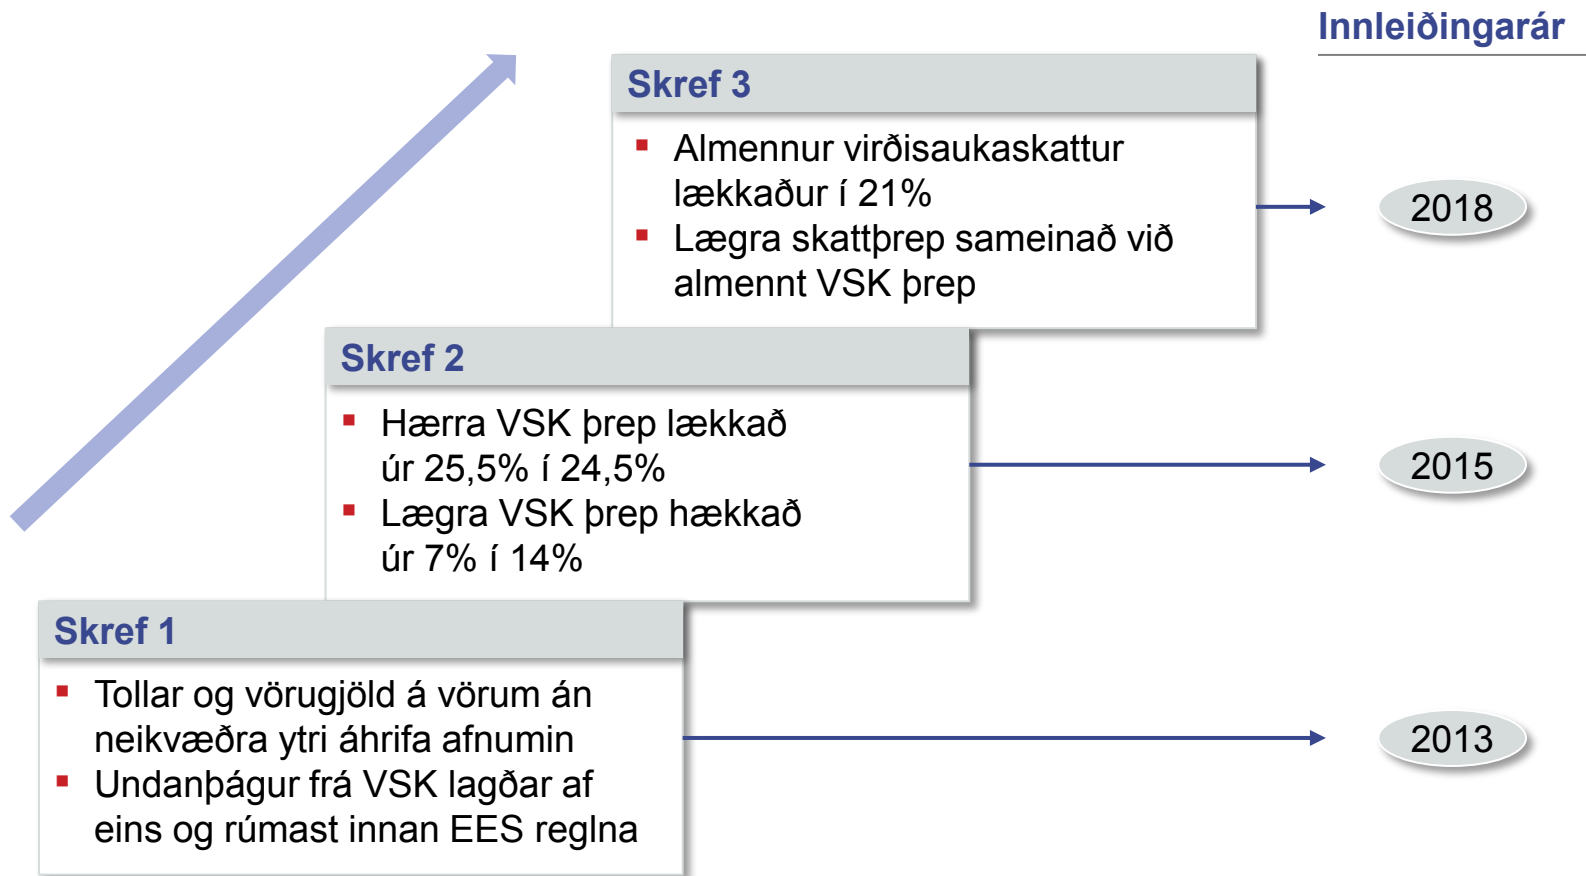 Innleiðingarár
Skref 3
▪ Almennur virðisaukaskattur
lækkaður í 21%
▪ Lægra skattþrep sameinað við
almennt VSK þrep
2018
Skref 2
▪ Hærra VSK þrep lækkað
úr 25,5% í 24,5%
▪ Lægra VSK þrep hækkað
úr 7% í 14%
2015
Skref 1
▪ Tollar og vörugjöld á vörum án
neikvæðra ytri áhrifa afnumin
▪ Undanþágur frá VSK lagðar af
eins og rúmast innan EES reglna
2013